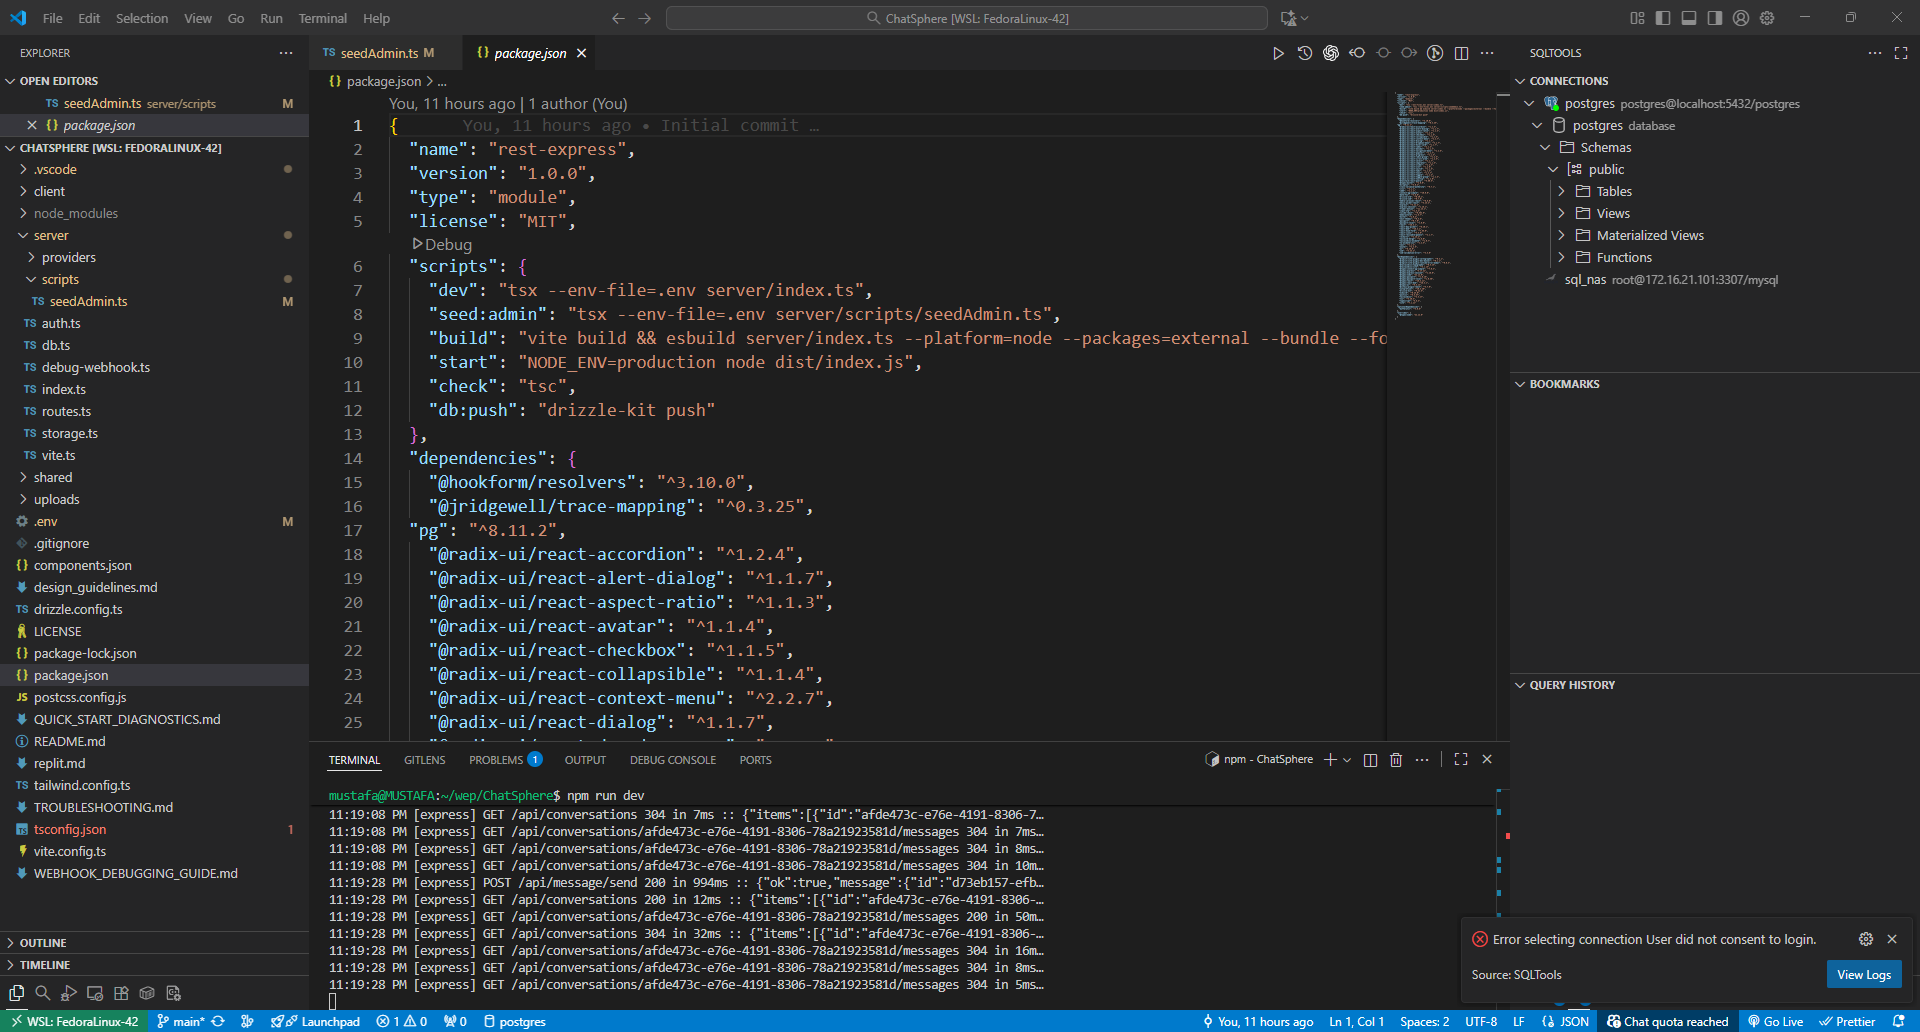 File Edit Selection View Go Run Terminal Help
ChatSphere [WSL: FedoraLinux-42]
EXPLORER
OPEN EDITORS
TS seedAdmin.ts server/scripts M
{} package.json
CHATSPHERE [WSL: FEDORALINUX-42]
.vscode
client
node_modules
server
providers
scripts
TS seedAdmin.ts M
TS auth.ts
TS db.ts
TS debug-webhook.ts
TS index.ts
TS routes.ts
TS storage.ts
TS vite.ts
shared
uploads
.env M
.gitignore
{} components.json
design_guidelines.md
TS drizzle.config.ts
LICENSE
{} package-lock.json
{} package.json
JS postcss.config.js
QUICK_START_DIAGNOSTICS.md
README.md
replit.md
TS tailwind.config.ts
TROUBLESHOOTING.md
TS tsconfig.json 1
vite.config.ts
WEBHOOK_DEBUGGING_GUIDE.md
OUTLINE
TIMELINE
TS seedAdmin.ts M
{} package.json
{} package.json > ...
You, 11 hours ago | 1 author (You)
1 { You, 11 hours ago • Initial commit …
2 "name": "rest-express",
3 "version": "1.0.0",
4 "type": "module",
5 "license": "MIT",
Debug
6 "scripts": {
7 "dev": "tsx --env-file=.env server/index.ts",
8 "seed:admin": "tsx --env-file=.env server/scripts/seedAdmin.ts",
9 "build": "vite build && esbuild server/index.ts --platform=node --packages=external --bundle --fo
10 "start": "NODE_ENV=production node dist/index.js",
11 "check": "tsc",
12 "db:push": "drizzle-kit push"
13 },
14 "dependencies": {
15 "@hookform/resolvers": "^3.10.0",
16 "@jridgewell/trace-mapping": "^0.3.25",
17 "pg": "^8.11.2",
18 "@radix-ui/react-accordion": "^1.2.4",
19 "@radix-ui/react-alert-dialog": "^1.1.7",
20 "@radix-ui/react-aspect-ratio": "^1.1.3",
21 "@radix-ui/react-avatar": "^1.1.4",
22 "@radix-ui/react-checkbox": "^1.1.5",
23 "@radix-ui/react-collapsible": "^1.1.4",
24 "@radix-ui/react-context-menu": "^2.2.7",
25 "@radix-ui/react-dialog": "^1.1.7",
TERMINAL GITLENS PROBLEMS 1 OUTPUT DEBUG CONSOLE PORTS
npm - ChatSphere
mustafa@MUSTAFA:~/wep/ChatSphere$ npm run dev
11:19:08 PM [express] GET /api/conversations 304 in 7ms :: {"items":[{"id":"afde473c-e76e-4191-8306-7…
11:19:08 PM [express] GET /api/conversations/afde473c-e76e-4191-8306-78a21923581d/messages 304 in 7ms…
11:19:08 PM [express] GET /api/conversations/afde473c-e76e-4191-8306-78a21923581d/messages 304 in 8ms…
11:19:08 PM [express] GET /api/conversations/afde473c-e76e-4191-8306-78a21923581d/messages 304 in 10m…
11:19:28 PM [express] POST /api/message/send 200 in 994ms :: {"ok":true,"message":{"id":"d73eb157-efb…
11:19:28 PM [express] GET /api/conversations 200 in 12ms :: {"items":[{"id":"afde473c-e76e-4191-8306-…
11:19:28 PM [express] GET /api/conversations/afde473c-e76e-4191-8306-78a21923581d/messages 200 in 50m…
11:19:28 PM [express] GET /api/conversations 304 in 32ms :: {"items":[{"id":"afde473c-e76e-4191-8306-…
11:19:28 PM [express] GET /api/conversations/afde473c-e76e-4191-8306-78a21923581d/messages 304 in 16m…
11:19:28 PM [express] GET /api/conversations/afde473c-e76e-4191-8306-78a21923581d/messages 304 in 8ms…
11:19:28 PM [express] GET /api/conversations/afde473c-e76e-4191-8306-78a21923581d/messages 304 in 5ms…
SQLTOOLS
CONNECTIONS
postgres postgres@localhost:5432/postgres
postgres database
Schemas
public
Tables
Views
Materialized Views
Functions
sql_nas root@172.16.21.101:3307/mysql
BOOKMARKS
QUERY HISTORY
Error selecting connection User did not consent to login.
Source: SQLTools
View Logs
WSL: FedoraLinux-42 main* Launchpad 1 0 0 postgres
You, 11 hours ago Ln 1, Col 1 Spaces: 2 UTF-8 LF {} JSON Chat quota reached Go Live Prettier